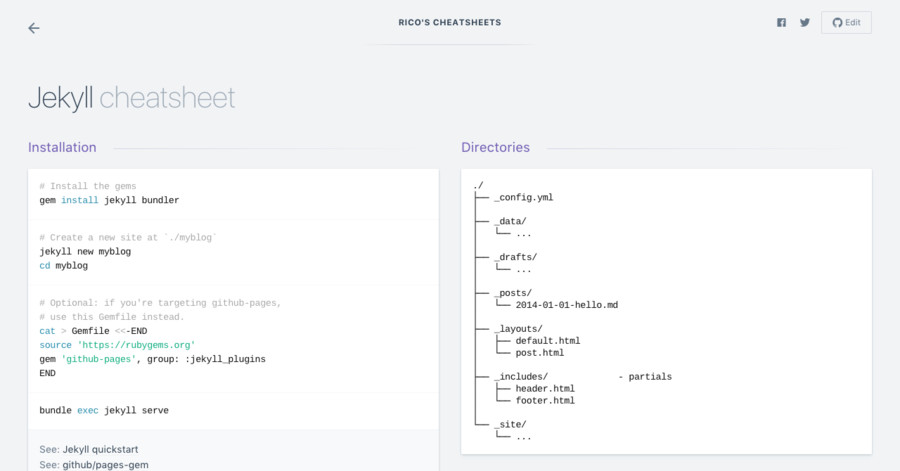 RICO'S CHEATSHEETS
Edit
Jekyll cheatsheet
Installation
# Install the gems
gem install jekyll bundler
# Create a new site at `./myblog`
jekyll new myblog
cd myblog
# Optional: if you're targeting github-pages,
# use this Gemfile instead.
cat > Gemfile <<-END
source 'https://rubygems.org'
gem 'github-pages', group: :jekyll_plugins
END
bundle exec jekyll serve
See: Jekyll quickstart
See: github/pages-gem
Directories
./
├── _config.yml
│
├── _data/
│   └── ...
│
├── _drafts/
│   └── ...
│
├── _posts/
│   └── 2014-01-01-hello.md
│
├── _layouts/
│   ├── default.html
│   └── post.html
│
├── _includes/             - partials
│   ├── header.html
│   └── footer.html
│
└── _site/
    └── ...